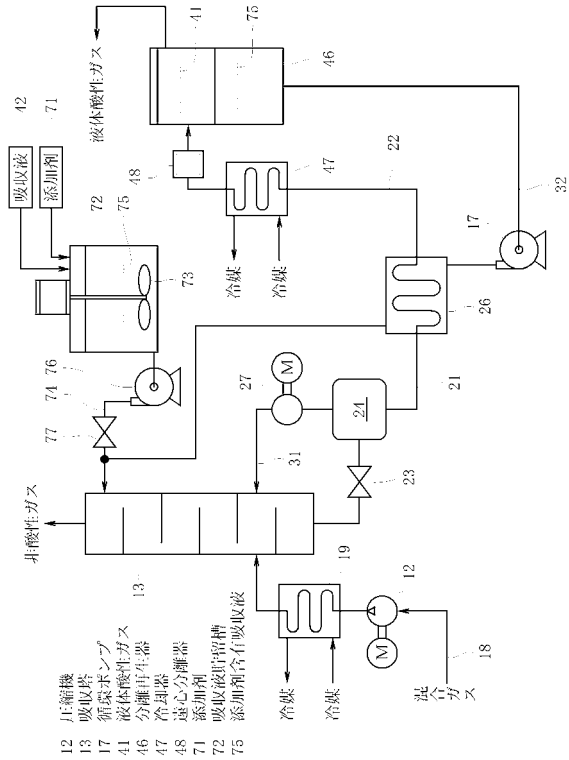 12 圧縮機
13 吸収塔
17 循環ポンプ
41 液体酸性ガス
46 分離再生器
47 冷却器
48 遠心分離器
71 添加剤
72 吸収液貯留槽
75 添加剤含有吸収液
非酸性ガス
液体酸性ガス
吸収液
添加剤
42
71
72
75
73
76
74
77
48
41
75
46
47
22
冷媒
冷媒
17
32
26
27
M
24
21
31
23
13
19
12
M
18
冷媒
冷媒
混合
ガス